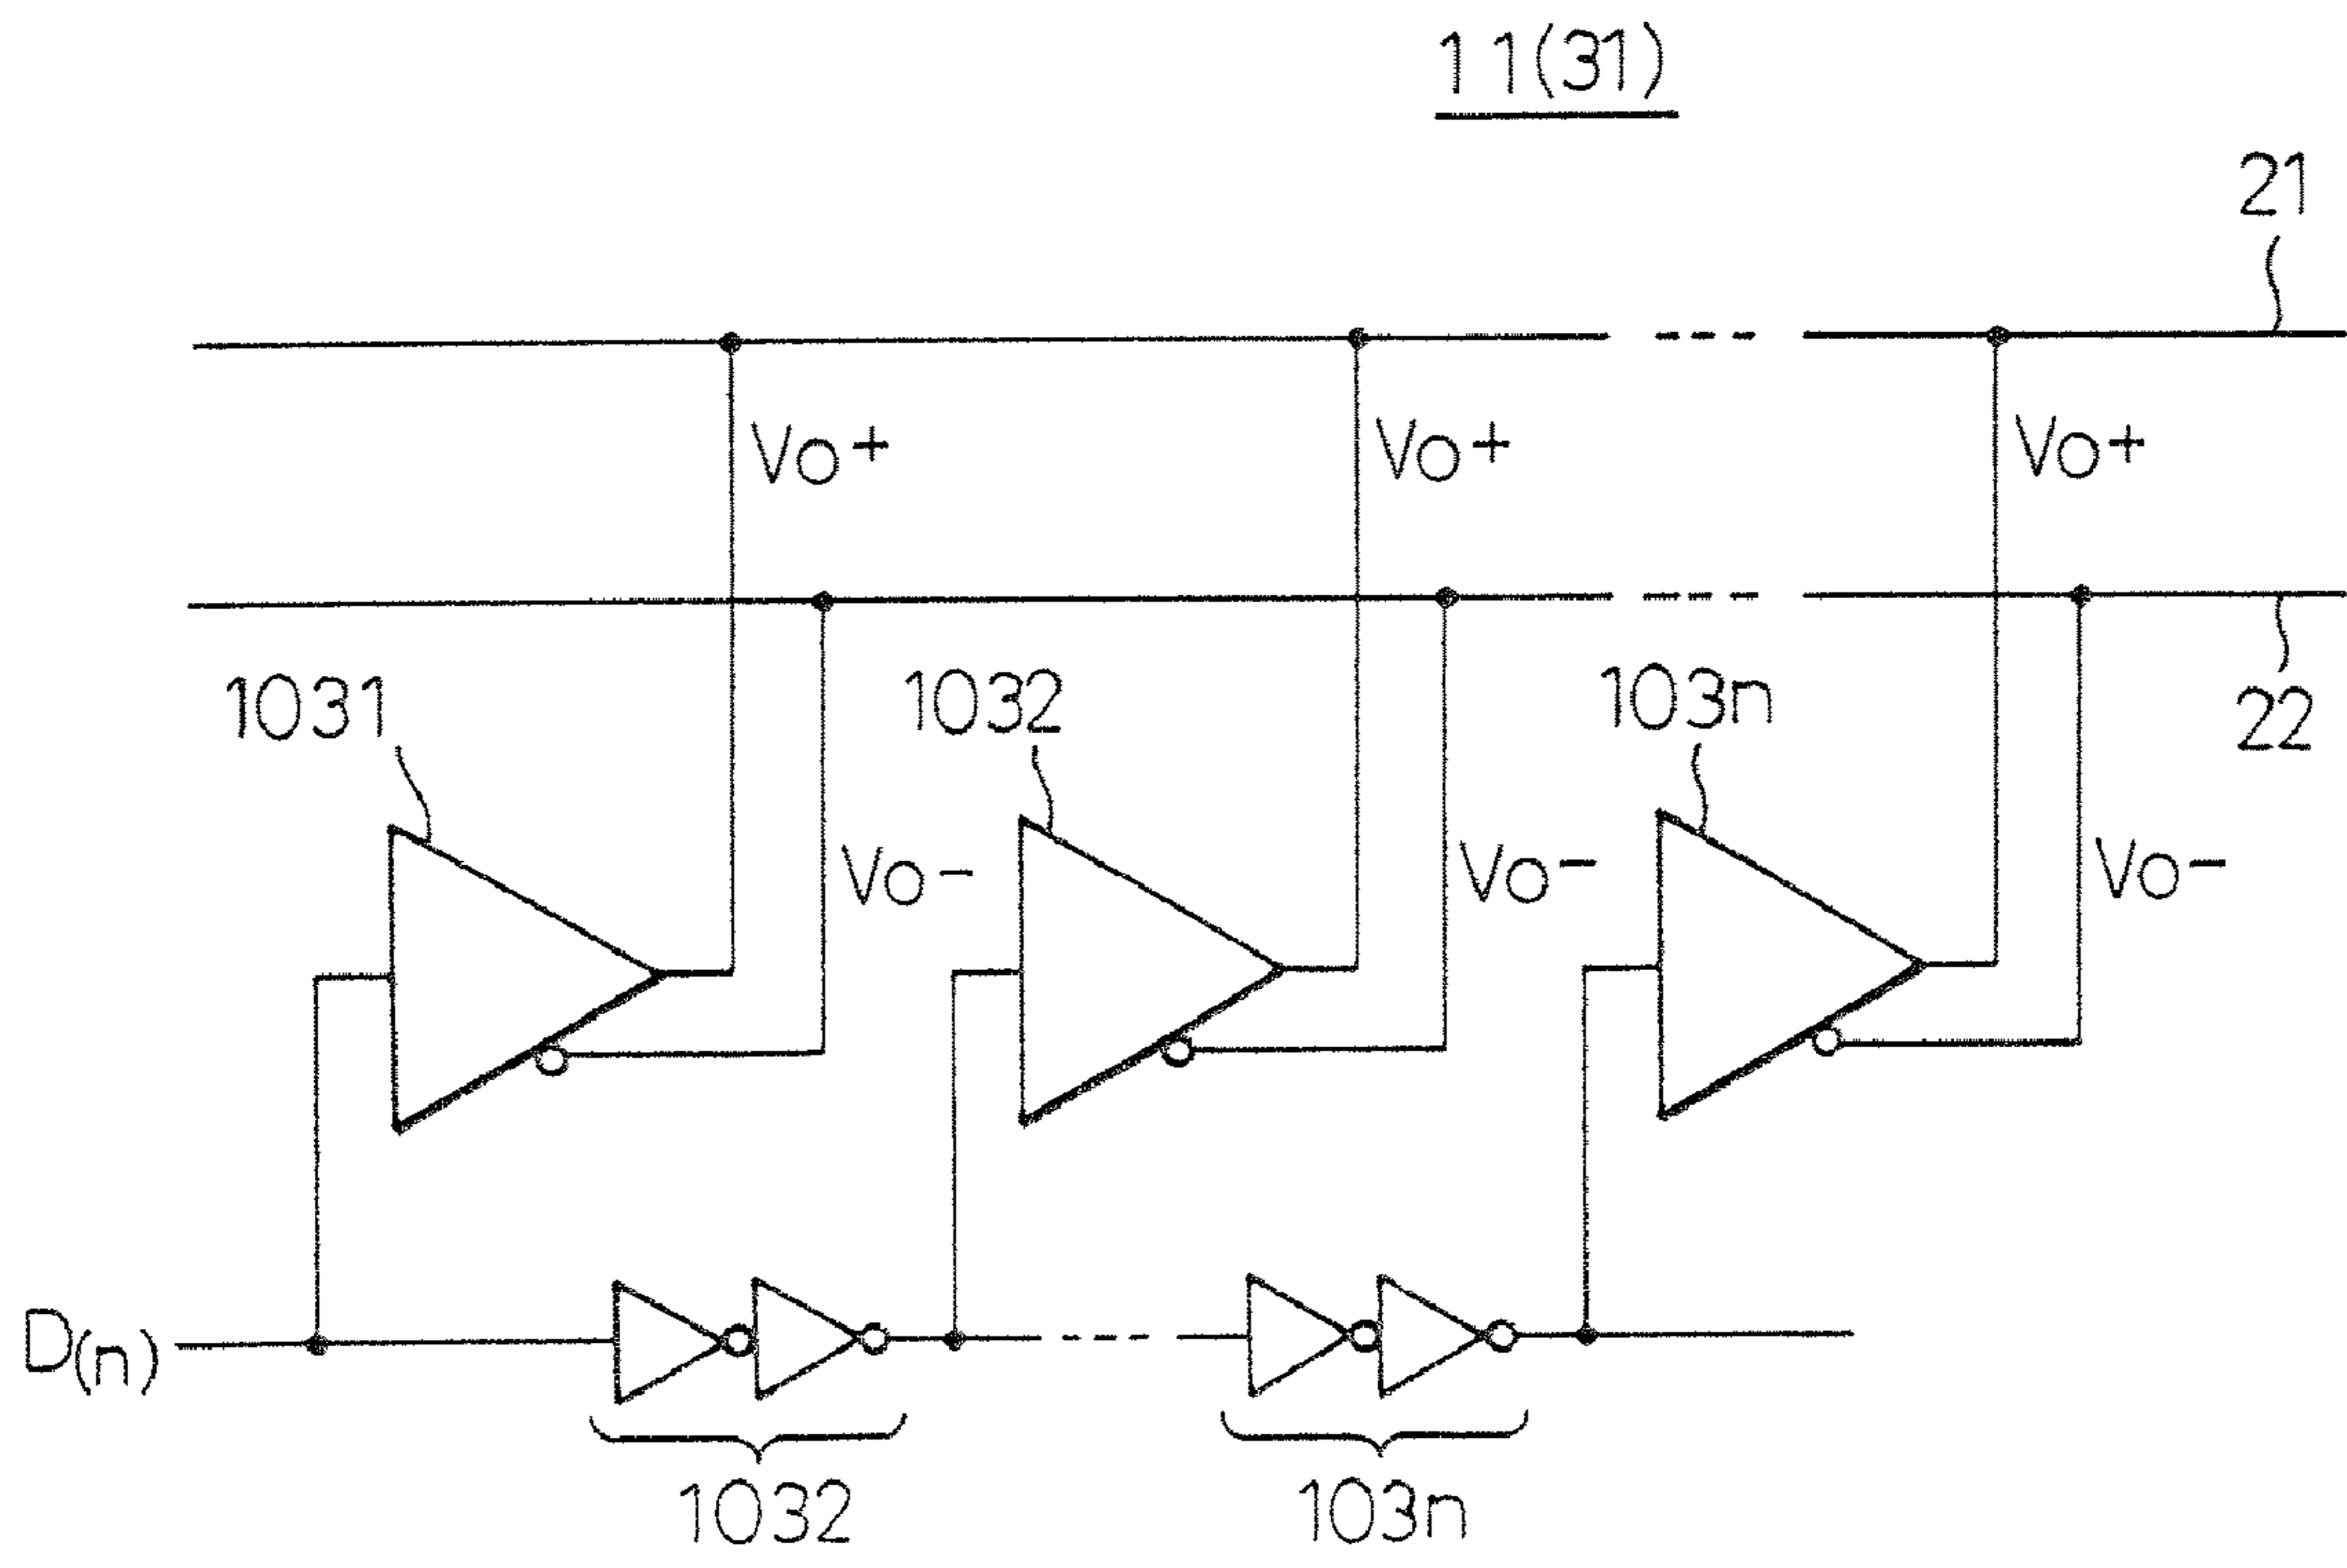 11(31)
21
Vo+ Vo+ Vo+
1031 1032 103n
22
Vo- Vo- Vo-
D(n)
1032 103n